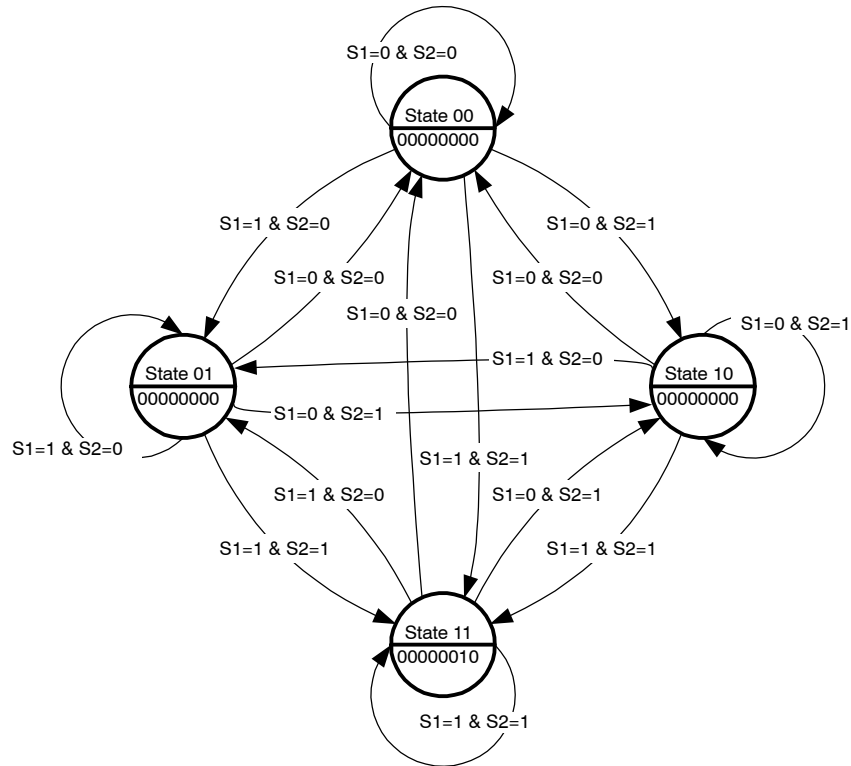 S1=0 & S2=0
State 00
00000000
S1=1 & S2=0
S1=0 & S2=1
S1=0 & S2=0
S1=0 & S2=0
S1=0 & S2=0
S1=0 & S2=1
S1=1 & S2=0
State 01
00000000
State 10
00000000
S1=0 & S2=1
S1=1 & S2=0
S1=1 & S2=1
S1=1 & S2=0
S1=0 & S2=1
S1=1 & S2=1
S1=1 & S2=1
State 11
00000010
S1=1 & S2=1